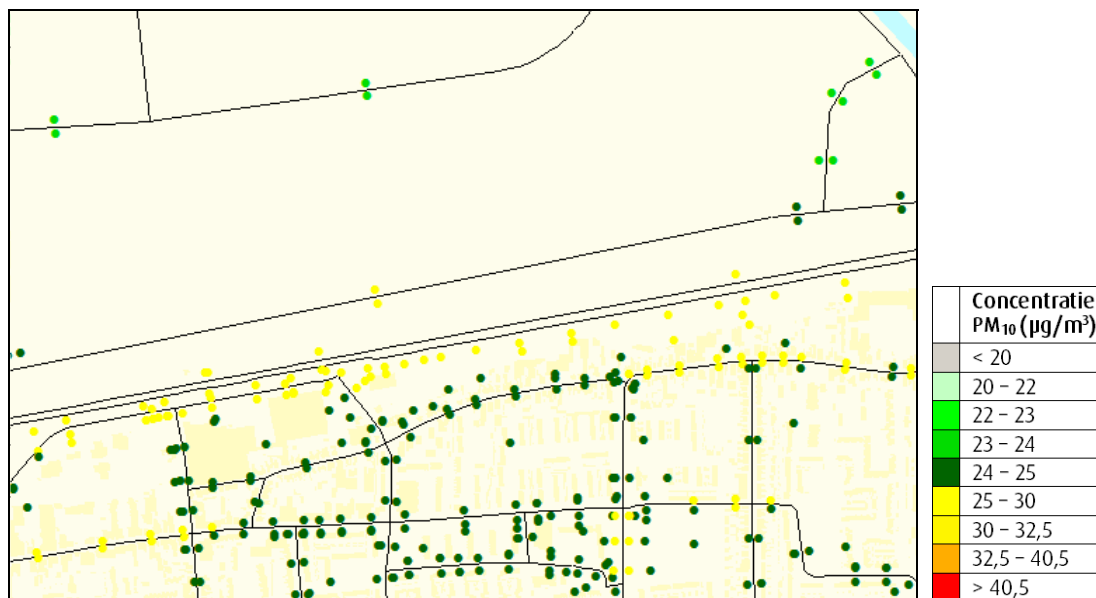 Concentratie
PM₁₀ (µg/m³)
< 20
20 – 22
22 – 23
23 – 24
24 – 25
25 – 30
30 – 32,5
32,5 – 40,5
> 40,5